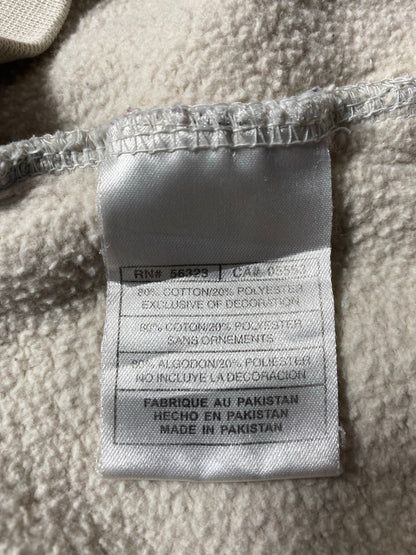 RN# 56323 CA# 05553
80% COTTON/20% POLYESTER
EXCLUSIVE OF DECORATION
80% COTON/20% POLYESTER
SANS ORNEMENTS
80% ALGODON/20% POLIESTER
NO INCLUYE LA DECORACION
FABRIQUE AU PAKISTAN
HECHO EN PAKISTAN
MADE IN PAKISTAN